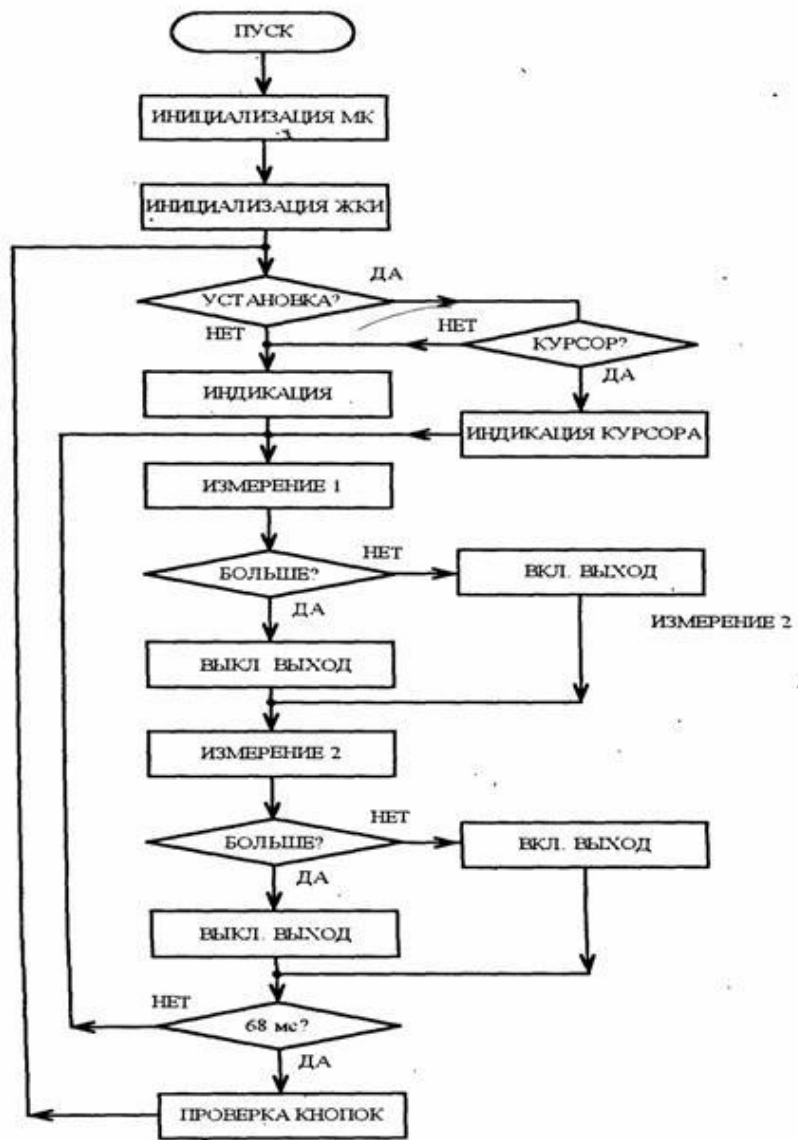 ПУСК
ИНИЦИАЛИЗАЦИЯ МК
ИНИЦИАЛИЗАЦИЯ ЖКИ
ДА
УСТАНОВКА?
НЕТ
НЕТ
КУРСОР?
ДА
ИНДИКАЦИЯ
ИНДИКАЦИЯ КУРСОРА
ИЗМЕРЕНИЕ 1
НЕТ
БОЛЬШЕ?
ВКЛ. ВЫХОД
ДА
ИЗМЕРЕНИЕ 2
ВЫКЛ. ВЫХОД
ИЗМЕРЕНИЕ 2
НЕТ
БОЛЬШЕ?
ВКЛ. ВЫХОД
ДА
ВЫКЛ. ВЫХОД
НЕТ
68 мс?
ДА
ПРОВЕРКА КНОПОК